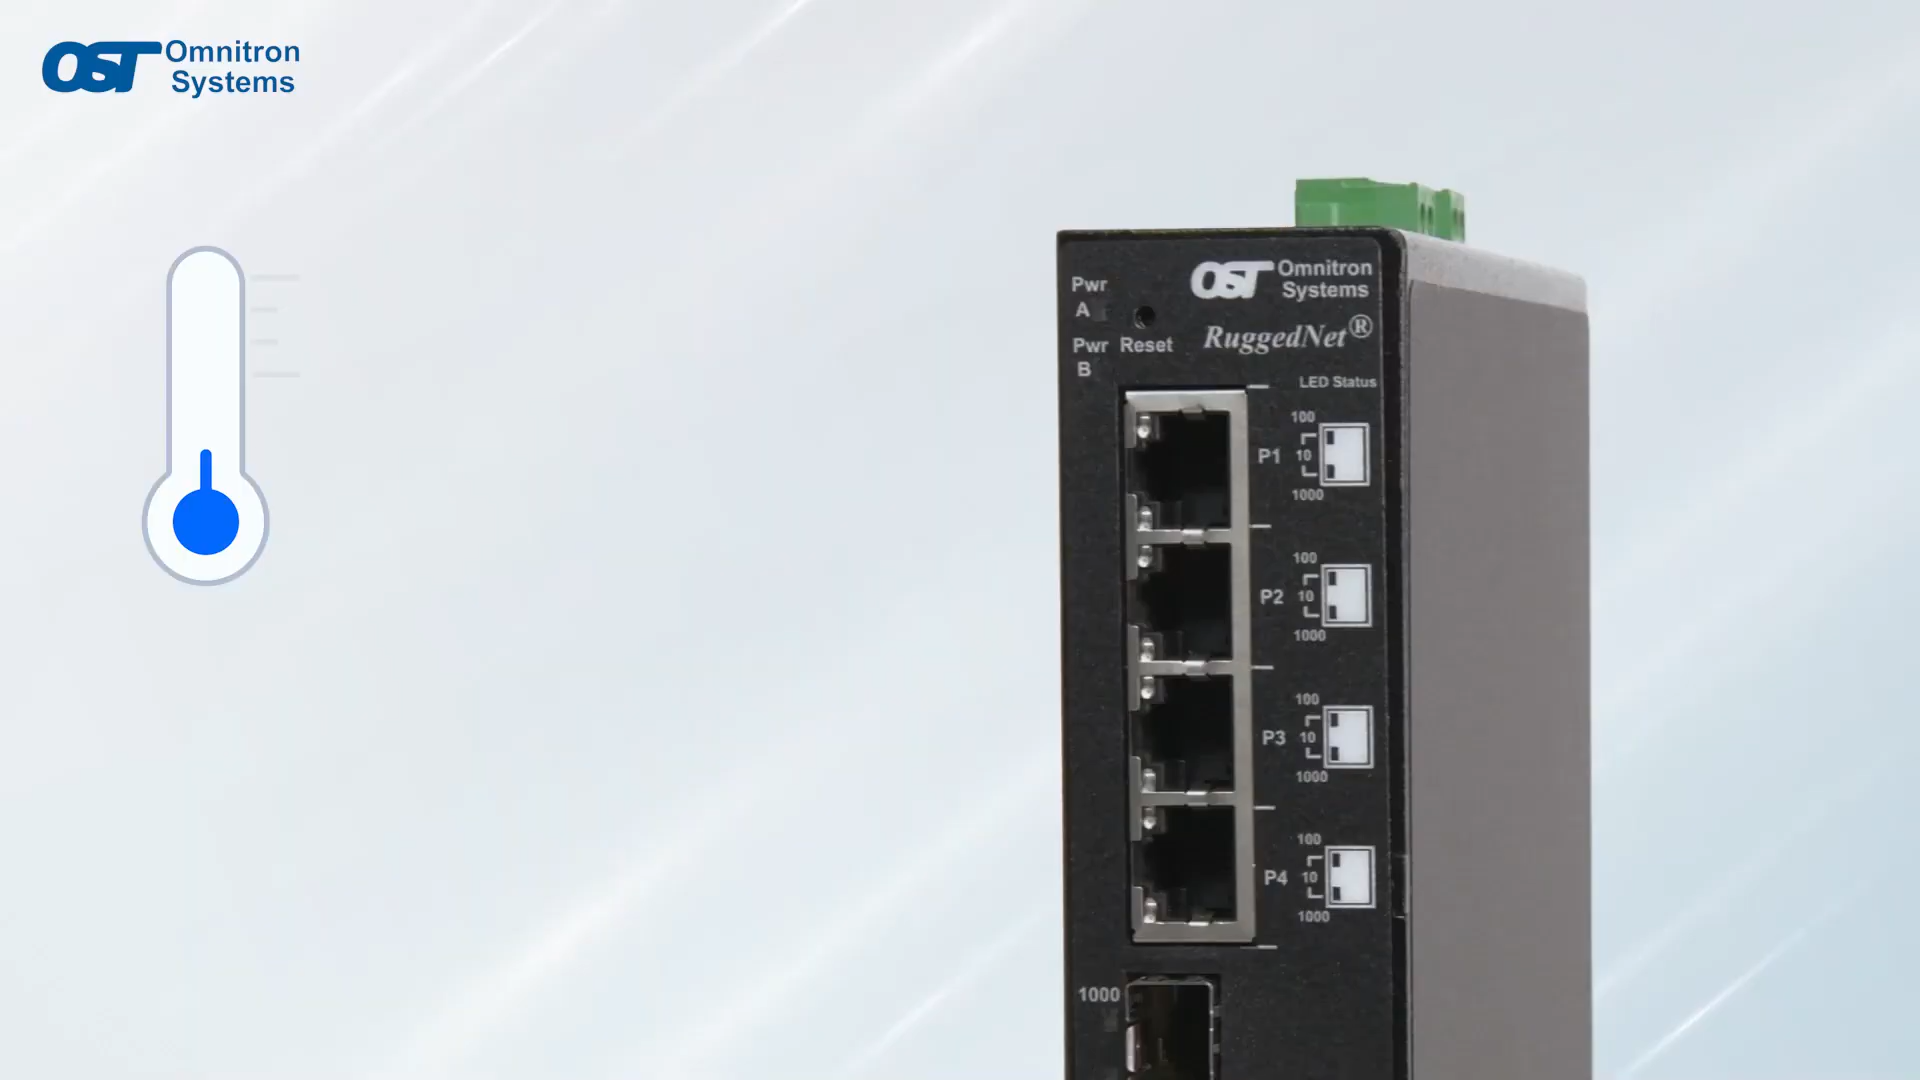 OST Omnitron
Systems
OST Omnitron
Systems
RuggedNet®
Pwr
A
Pwr
B
Reset
LED Status
100
P1 10
1000
100
P2 10
1000
100
P3 10
1000
100
P4 10
1000
1000